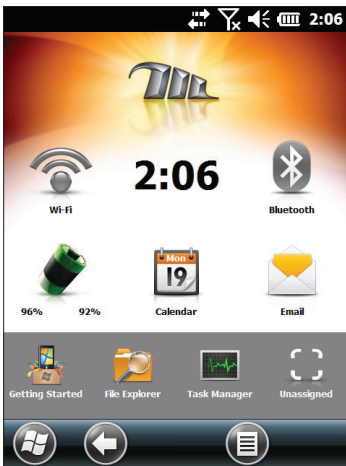 2:06
2:06
Wi-Fi
Bluetooth
Mon
19
96% 92% Calendar Email
Getting Started File Explorer Task Manager Unassigned